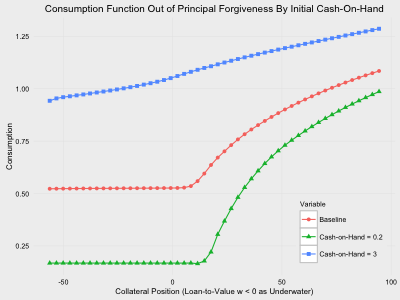 Consumption Function Out of Principal Forgiveness By Initial Cash-On-Hand
1.25
1.00
0.75
0.50
0.25
Consumption
-50
0
50
100
Collateral Position (Loan-to-Value w < 0 as Underwater)
Variable
Baseline
Cash-on-Hand = 0.2
Cash-on-Hand = 3